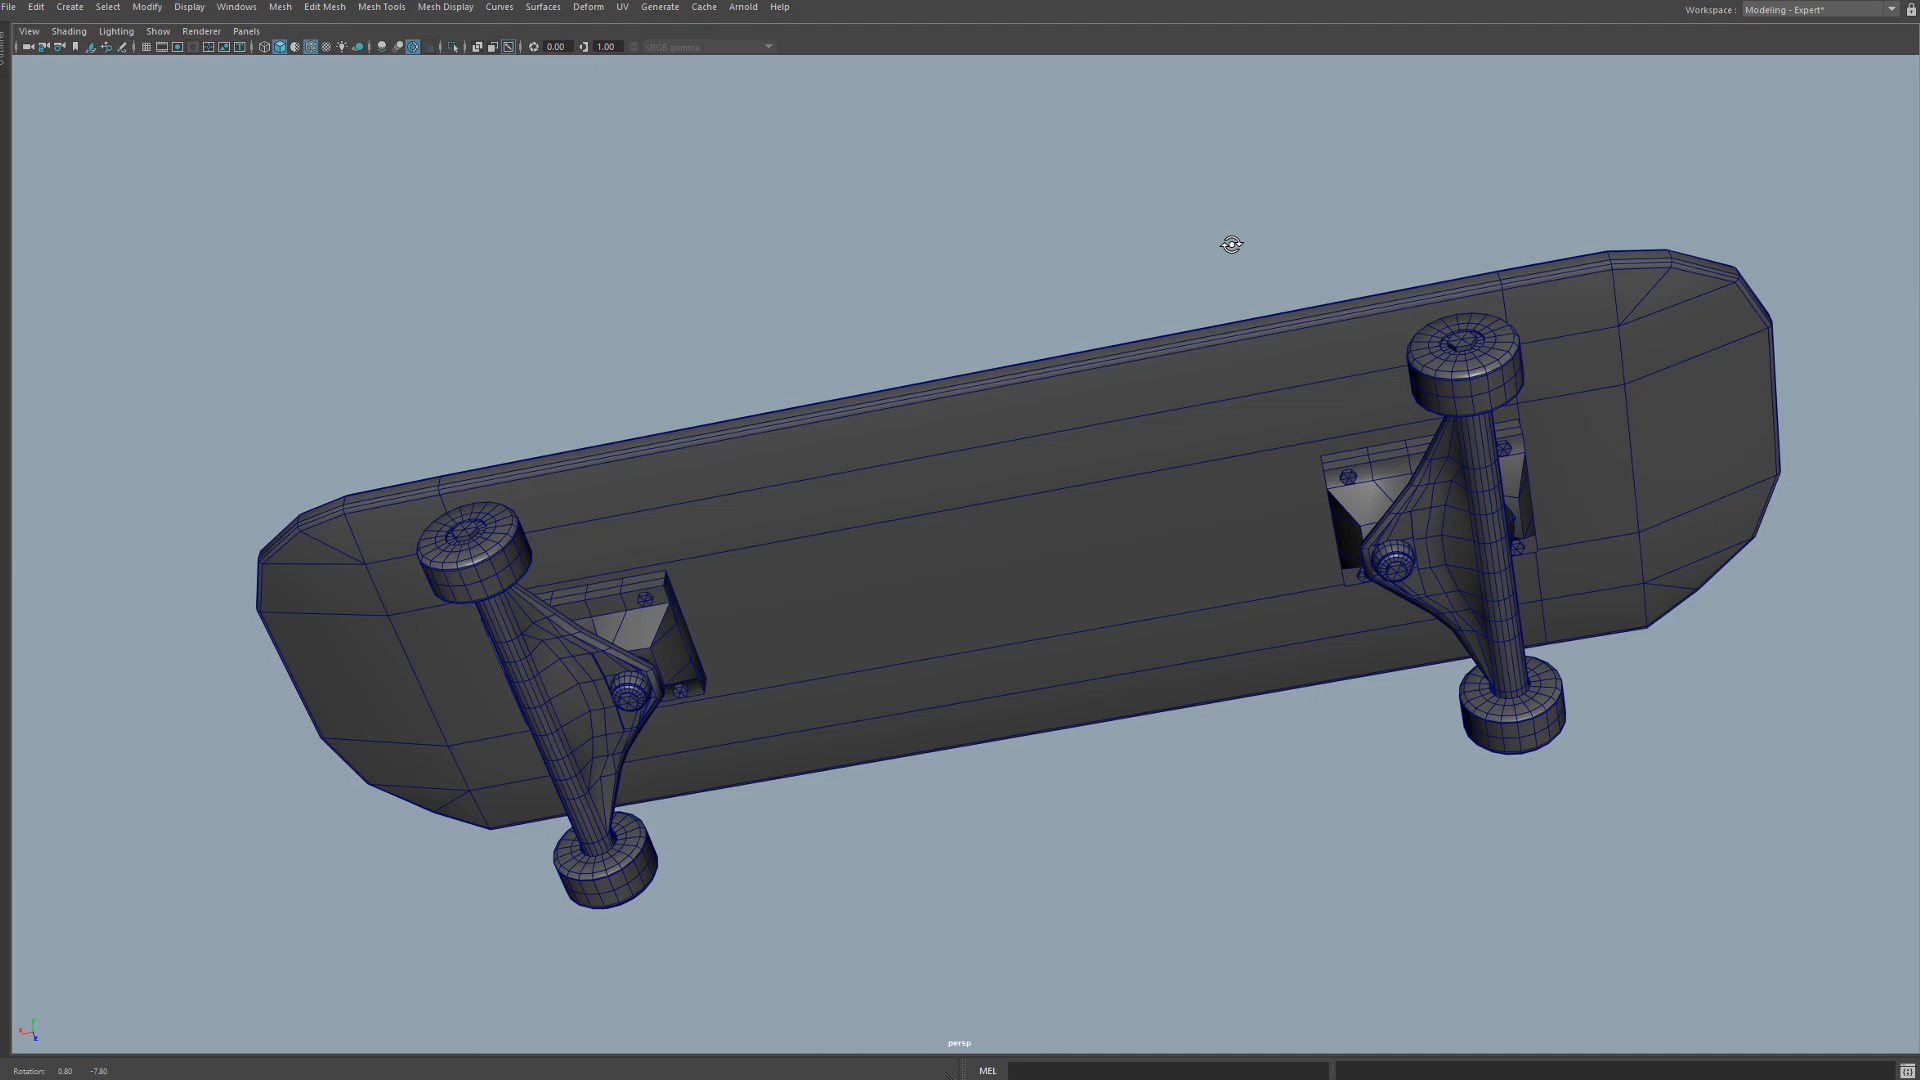 File Edit Create Select Modify Display Windows Mesh Edit Mesh Mesh Tools Mesh Display Curves Surfaces Deform UV Generate Cache Arnold Help Workspace : Modeling - Expert*
View Shading Lighting Show Renderer Panels
0.00 1.00 sRGB gamma
persp
Rotation: 0.80 -7.80 MEL